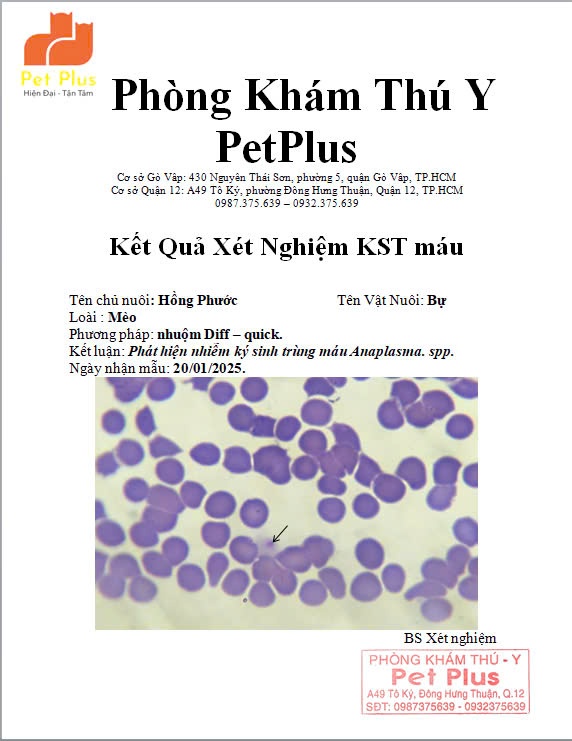 Pet Plus
Hiện Đại - Tận Tâm
Phòng Khám Thú Y
PetPlus
Cơ sở Gò Vấp: 430 Nguyễn Thái Sơn, phường 5, quận Gò Vấp, TP.HCM
Cơ sở Quận 12: A49 Tô Ký, phường Đông Hưng Thuận, Quận 12, TP.HCM
0987.375.639 – 0932.375.639
Kết Quả Xét Nghiệm KST máu
Tên chủ nuôi: Hồng Phước Tên Vật Nuôi: Bự
Loài : Mèo
Phương pháp: nhuộm Diff – quick.
Kết luận: Phát hiện nhiễm ký sinh trùng máu Anaplasma. spp.
Ngày nhận mẫu: 20/01/2025.
BS Xét nghiệm
PHÒNG KHÁM THÚ - Y
Pet Plus
A49 Tô Ký, Đông Hưng Thuận, Q.12
SĐT: 0987375639 - 0932375639